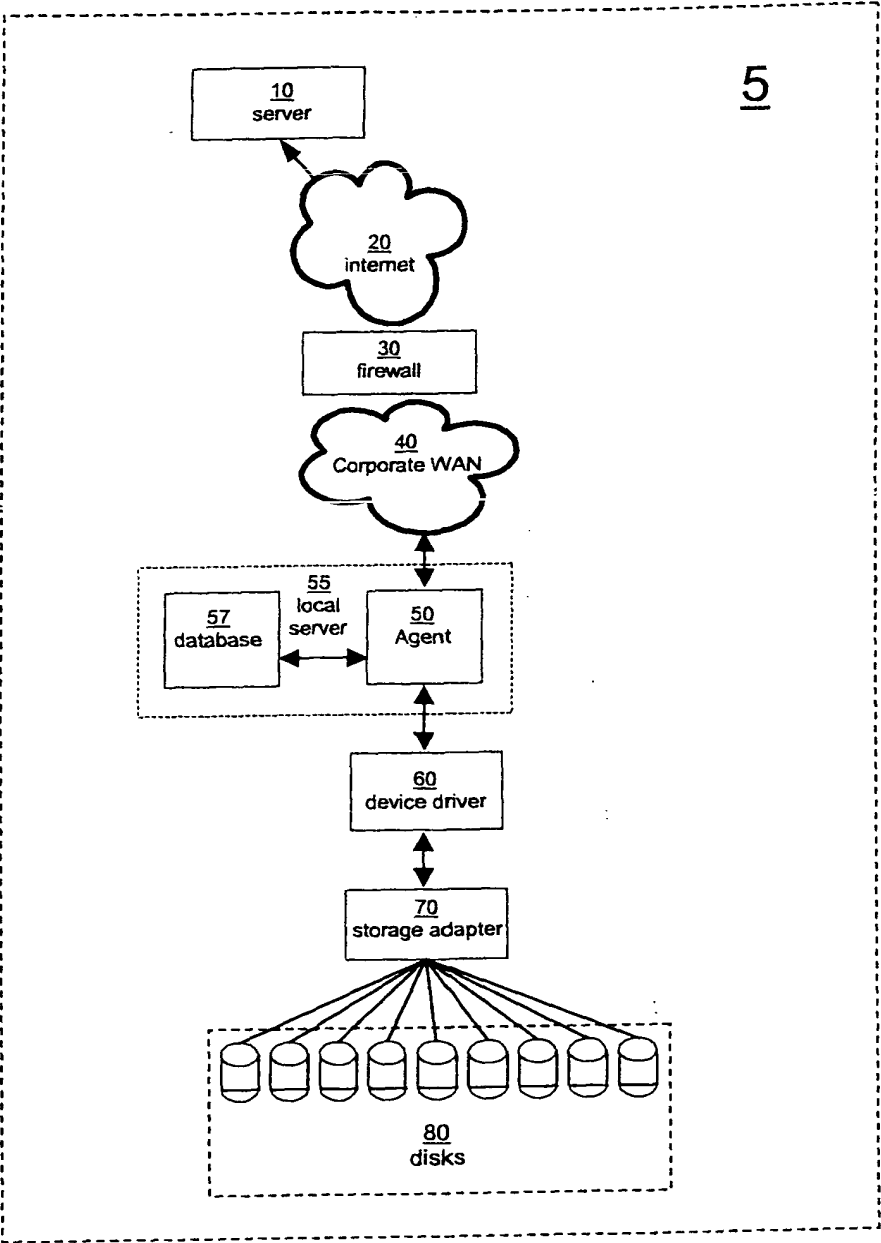 5
10
server
20
internet
30
firewall
40
Corporate WAN
55
local
server
57
database
50
Agent
60
device driver
70
storage adapter
80
disks